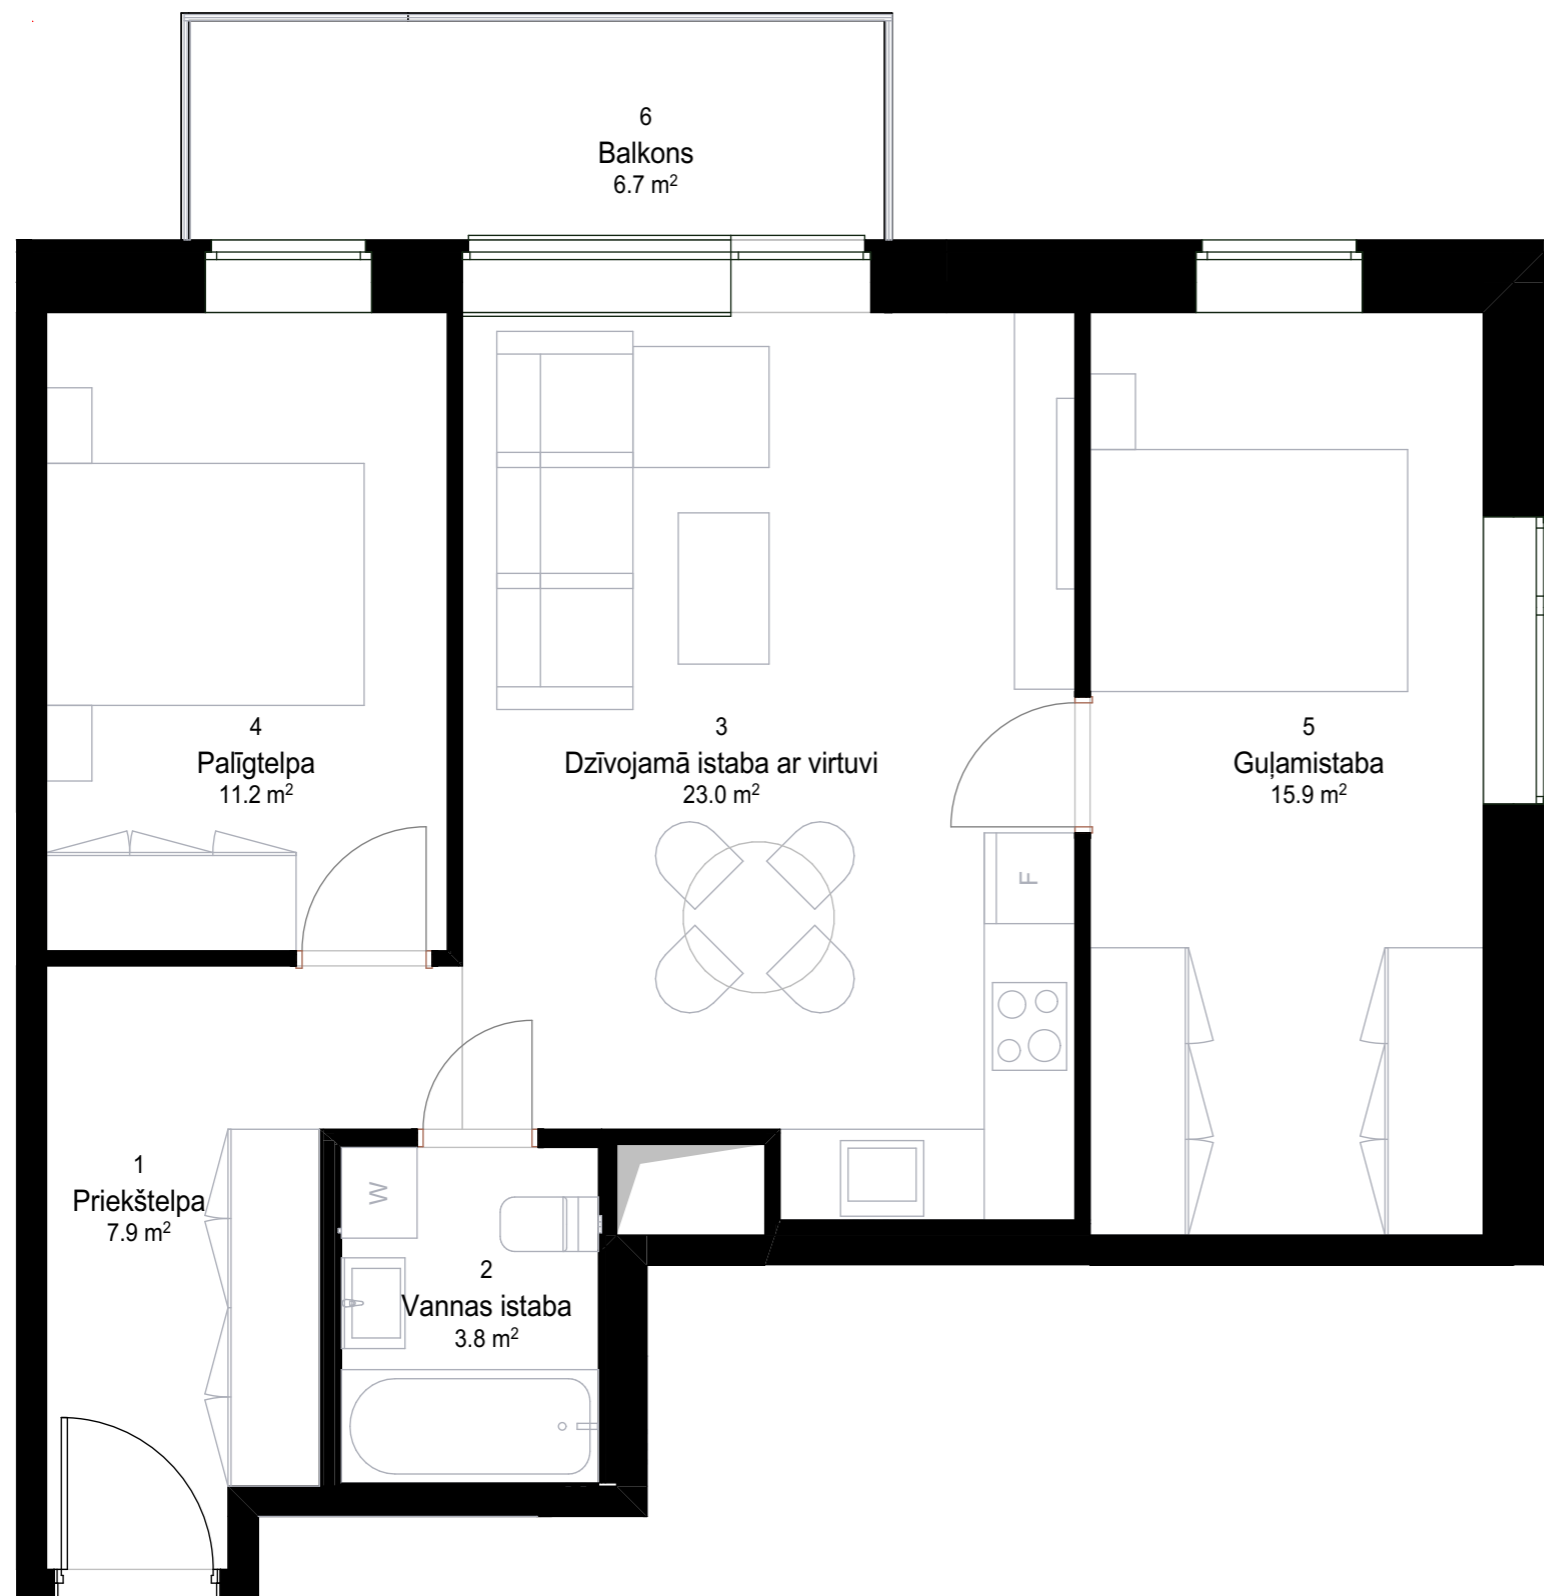 6
Balkons
6.7 m²
4
Palīgtelpa
11.2 m²
3
Dzīvojamā istaba ar virtuvi
23.0 m²
5
Guļamistaba
15.9 m²
F
1
Priekštelpa
7.9 m²
W
2
Vannas istaba
3.8 m²